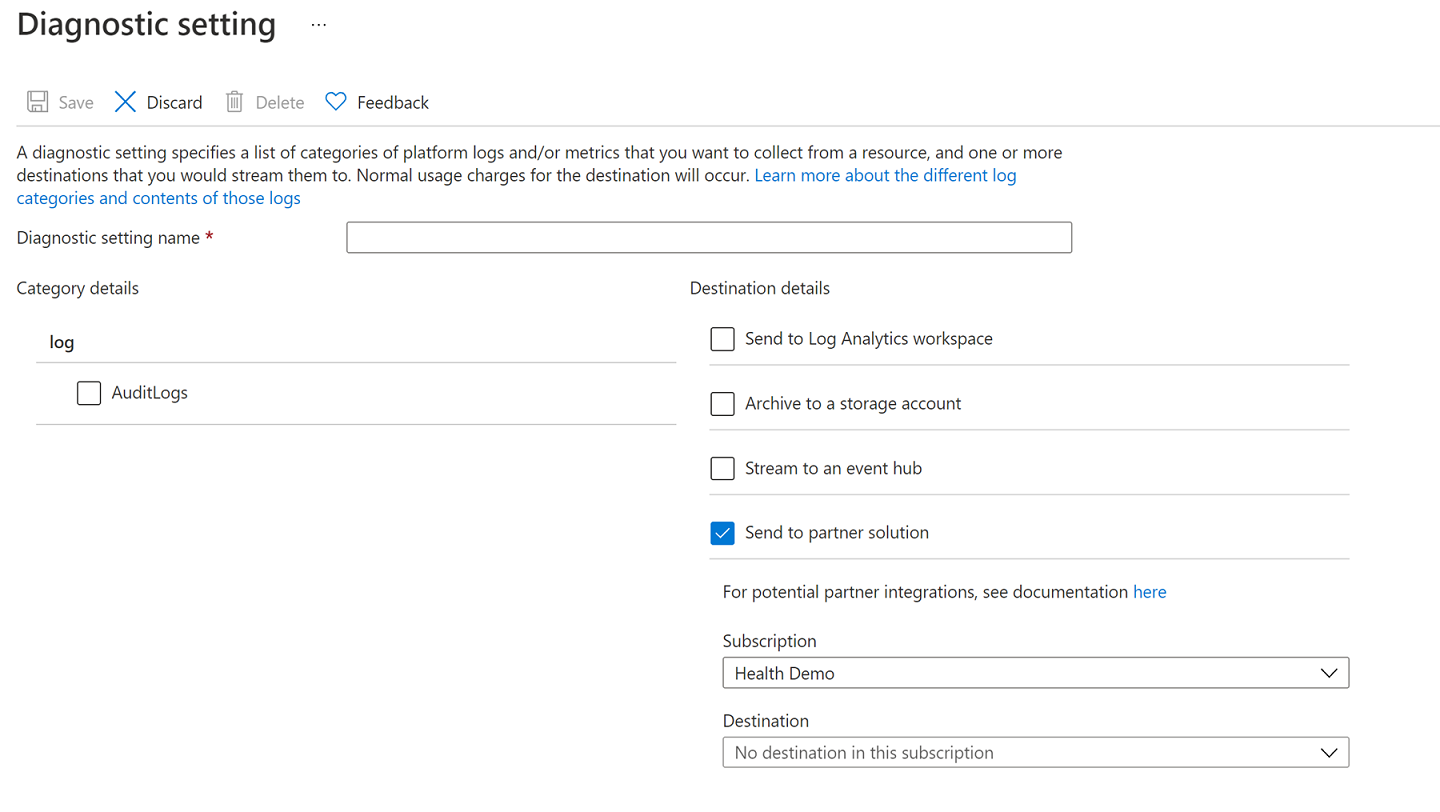 Diagnostic setting ...
Save Discard Delete Feedback
A diagnostic setting specifies a list of categories of platform logs and/or metrics that you want to collect from a resource, and one or more
destinations that you would stream them to. Normal usage charges for the destination will occur. Learn more about the different log
categories and contents of those logs
Diagnostic setting name *
Category details
log
AuditLogs
Destination details
Send to Log Analytics workspace
Archive to a storage account
Stream to an event hub
Send to partner solution
For potential partner integrations, see documentation here
Subscription
Health Demo
Destination
No destination in this subscription